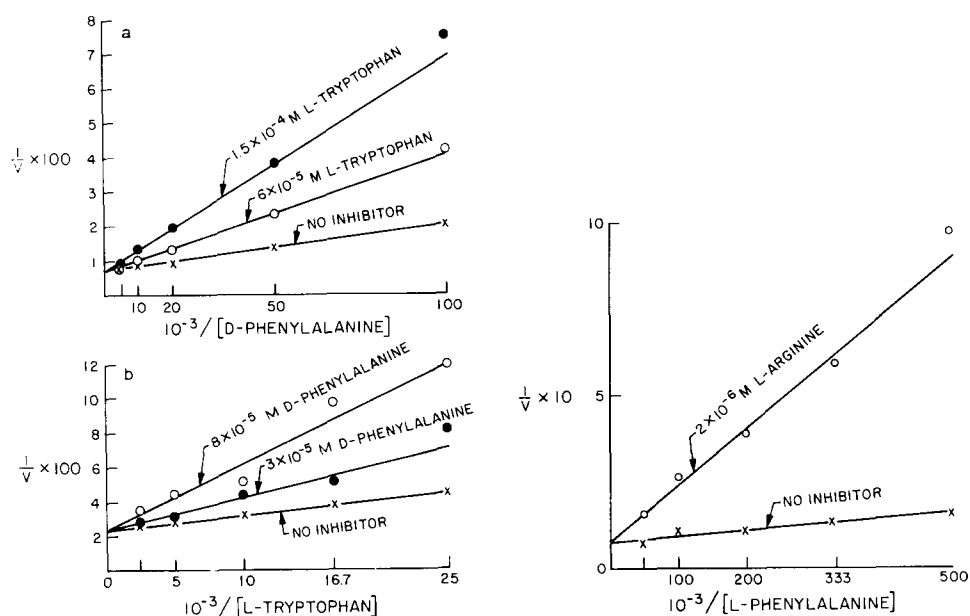 a
8
7
6
5
4
3
2
1
1/V × 100
1.5×10⁻⁴ M L-TRYPTOPHAN
6×10⁻⁵ M L-TRYPTOPHAN
NO INHIBITOR
10 20 50 100
10⁻³/[D-PHENYLALANINE]
b
12
10
8
6
4
2
1/V × 100
8×10⁻⁵ M D-PHENYLALANINE
3×10⁻⁵ M D-PHENYLALANINE
NO INHIBITOR
0 5 10 16.7 25
10⁻³/[L-TRYPTOPHAN]
10
5
0
1/V × 10
2×10⁻⁶ M L-ARGININE
NO INHIBITOR
100 200 333 500
10⁻³/[L-PHENYLALANINE]